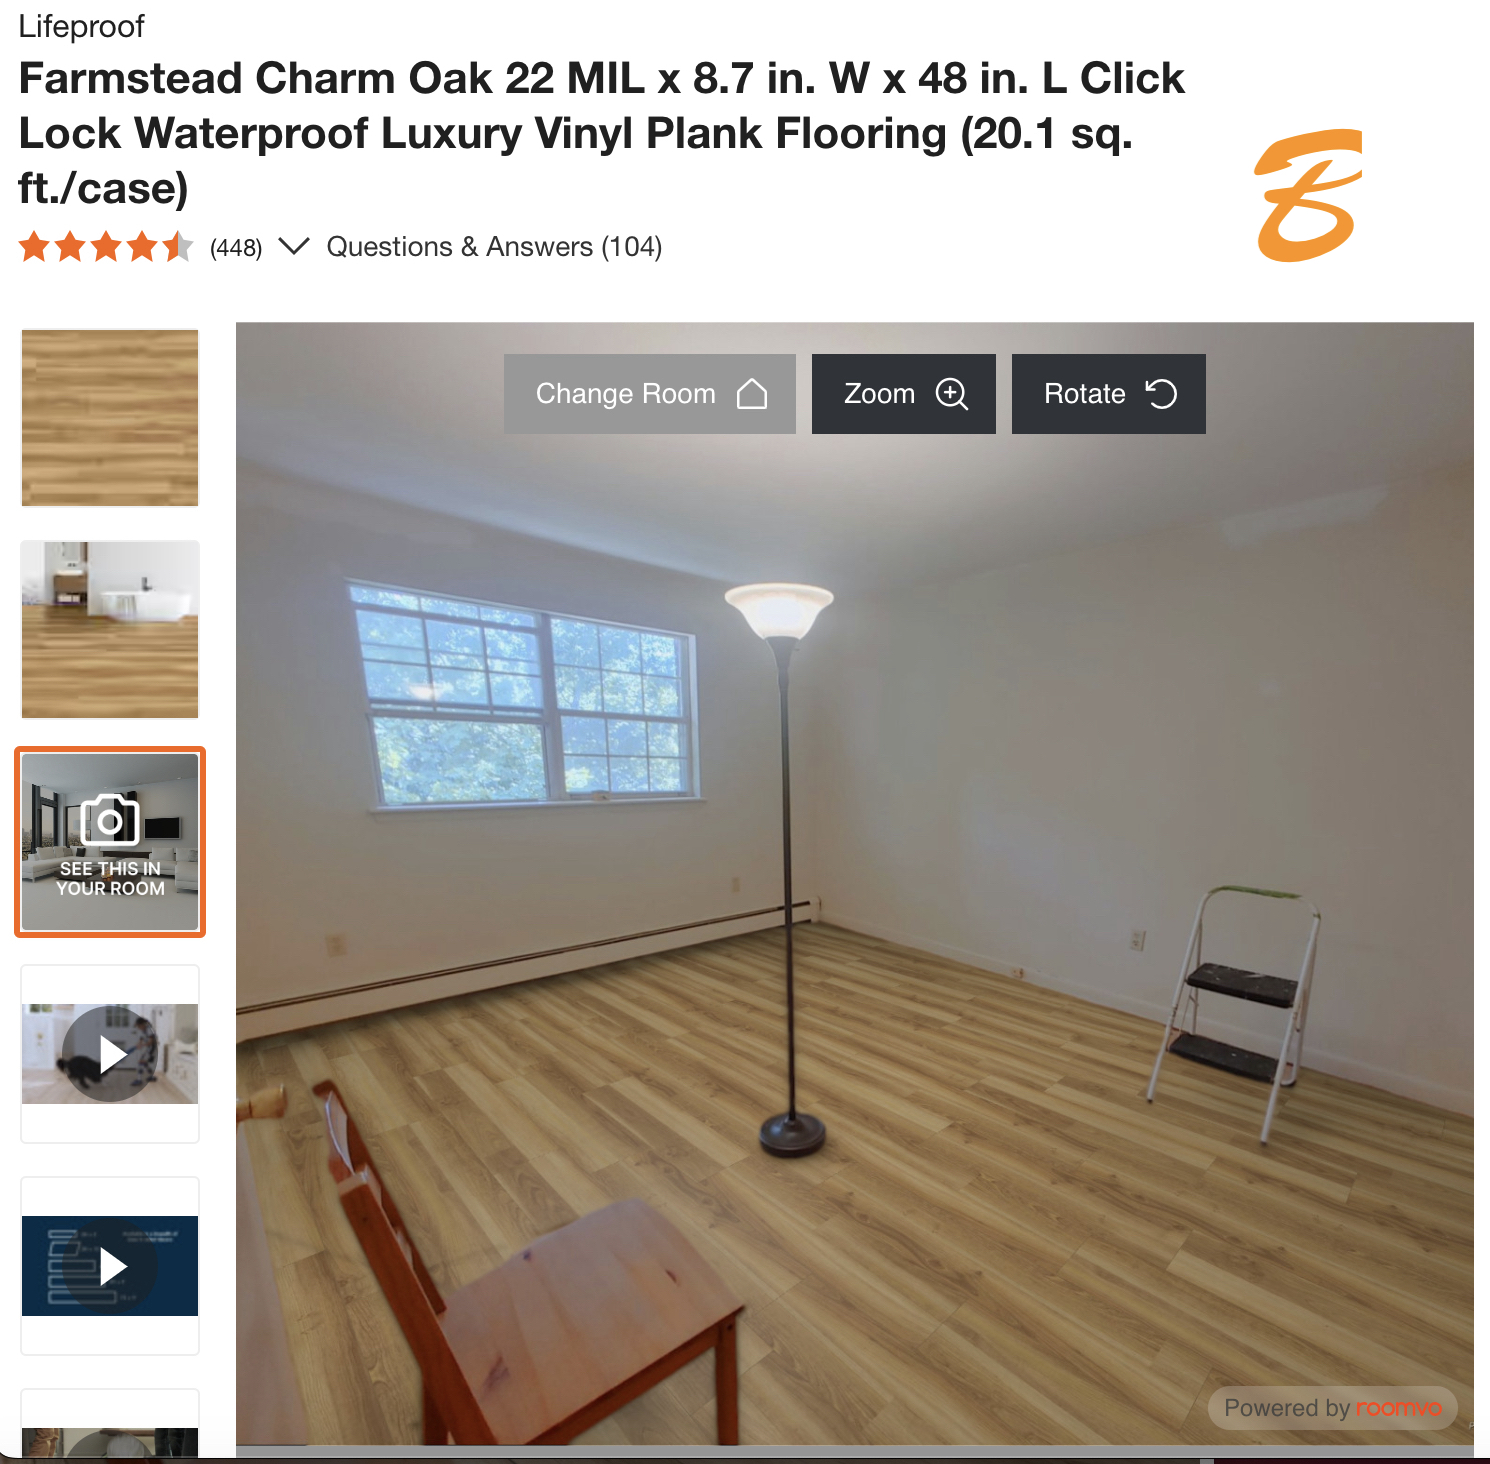 Lifeproof
Farmstead Charm Oak 22 MIL x 8.7 in. W x 48 in. L Click
Lock Waterproof Luxury Vinyl Plank Flooring (20.1 sq.
ft./case)
B
(448)
Questions & Answers (104)
Change Room
Zoom
Rotate
SEE THIS IN
YOUR ROOM
Powered by roomvo